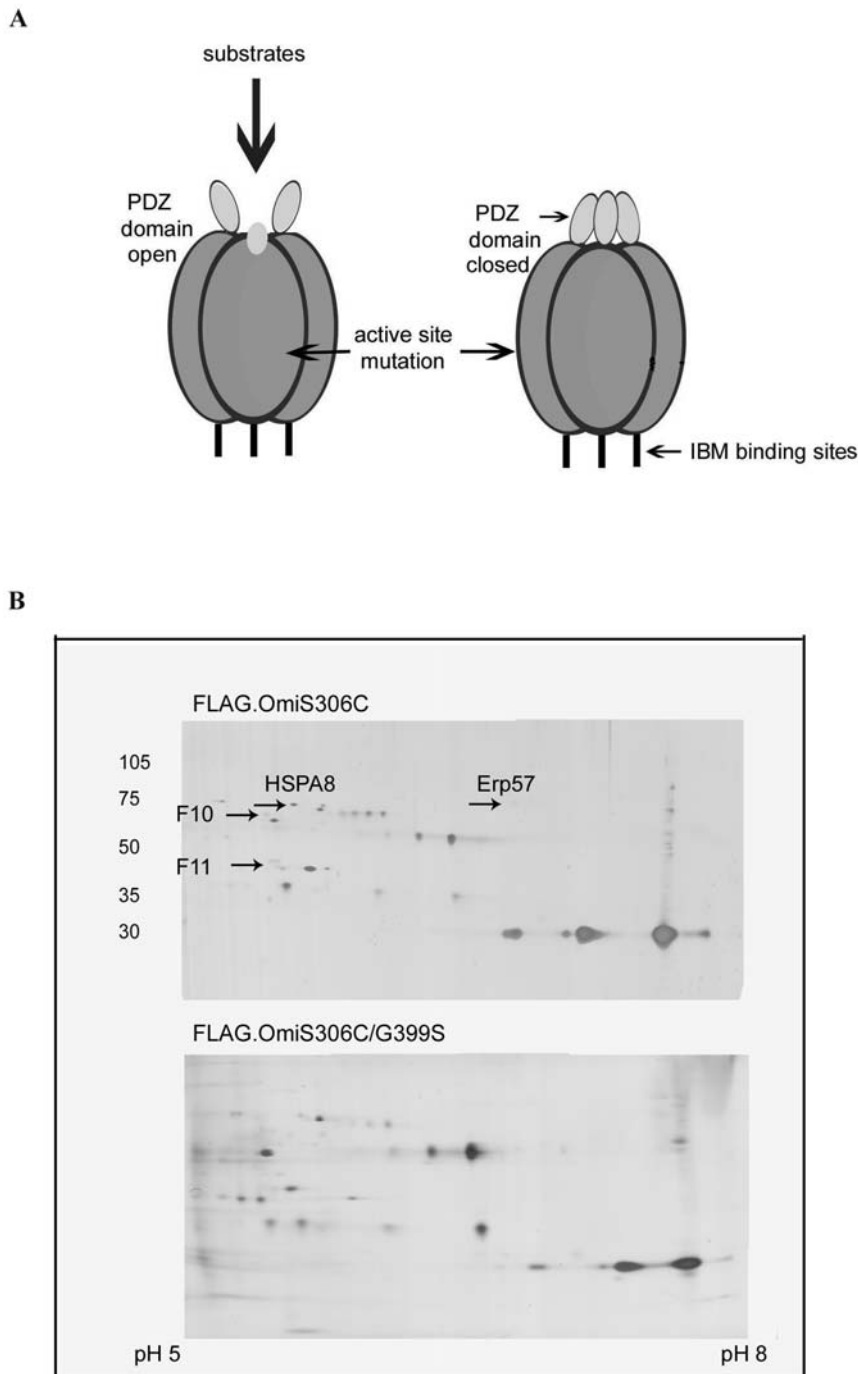 A
substrates
PDZ
domain
open
PDZ
domain
closed
active site
mutation
IBM binding sites
B
FLAG.OmiS306C
105
75
50
35
30
HSPA8
Erp57
F10
F11
FLAG.OmiS306C/G399S
pH 5
pH 8